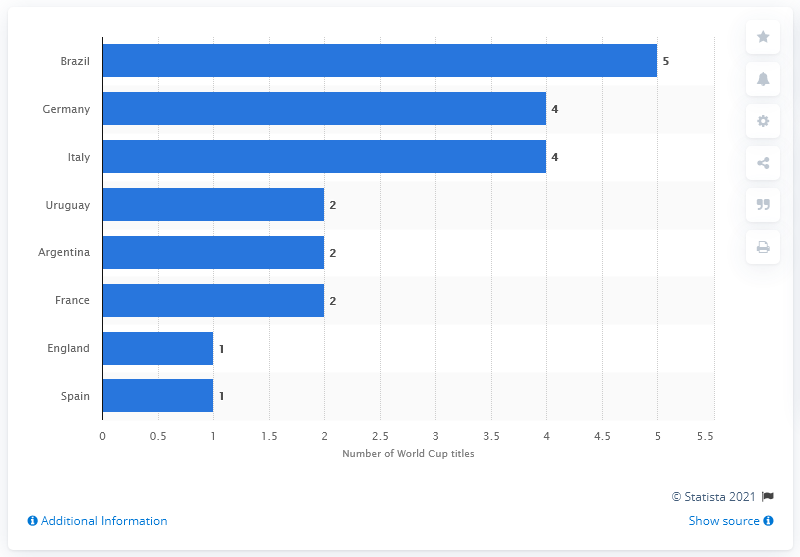 Brazil 5
Germany 4
Italy 4
Uruguay 2
Argentina 2
France 2
England 1
Spain 1
0 0.5 1 1.5 2 2.5 3 3.5 4 4.5 5 5.5
Number of World Cup titles
© Statista 2021
Additional Information Show source